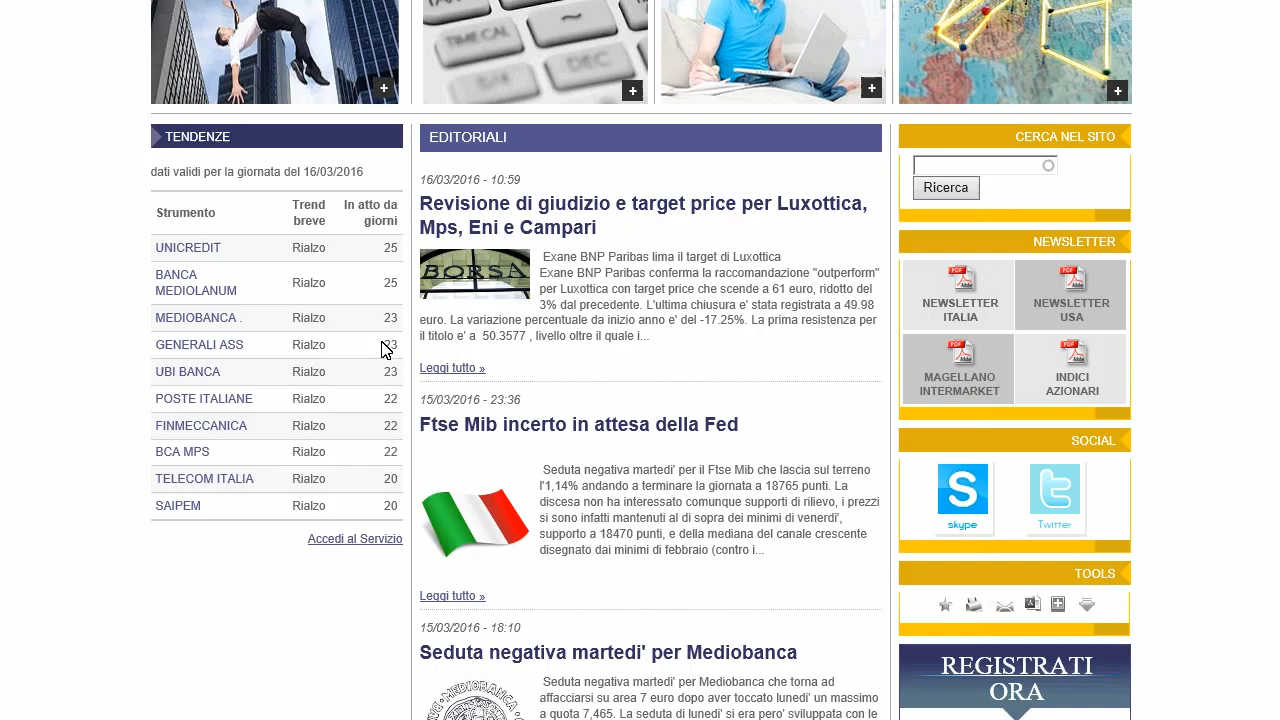 ~
TIME CAL
DEC
+
+
+
+
TENDENZE
dati validi per la giornata del 16/03/2016
Strumento Trend breve In atto da giorni
UNICREDIT Rialzo 25
BANCA MEDIOLANUM Rialzo 25
MEDIOBANCA . Rialzo 23
GENERALI ASS Rialzo 23
UBI BANCA Rialzo 23
POSTE ITALIANE Rialzo 22
FINMECCANICA Rialzo 22
BCA MPS Rialzo 22
TELECOM ITALIA Rialzo 20
SAIPEM Rialzo 20
Accedi al Servizio
EDITORIALI
16/03/2016 - 10:59
Revisione di giudizio e target price per Luxottica,
Mps, Eni e Campari
BORSA
Exane BNP Paribas lima il target di Luxottica
Exane BNP Paribas conferma la raccomandazione "outperform"
per Luxottica con target price che scende a 61 euro, ridotto del
3% dal precedente. L'ultima chiusura e' stata registrata a 49.98
euro. La variazione percentuale da inizio anno e' del -17.25%. La prima resistenza per
il titolo e' a 50.3577 , livello oltre il quale i...
Leggi tutto »
15/03/2016 - 23:36
Ftse Mib incerto in attesa della Fed
Seduta negativa martedi' per il Ftse Mib che lascia sul terreno
l'1,14% andando a terminare la giornata a 18765 punti. La
discesa non ha interessato comunque supporti di rilievo, i prezzi
si sono infatti mantenuti al di sopra dei minimi di venerdi',
supporto a 18470 punti, e della mediana del canale crescente
disegnato dai minimi di febbraio (contro i...
Leggi tutto »
15/03/2016 - 18:10
Seduta negativa martedi' per Mediobanca
MEDIOBANCA
Seduta negativa martedi' per Mediobanca che torna ad
affacciarsi su area 7 euro dopo aver toccato lunedi' un massimo
a quota 7,465. La seduta di lunedi' si era pero' sviluppata con le
CERCA NEL SITO
Ricerca
NEWSLETTER
PDF
NEWSLETTER
ITALIA
PDF
NEWSLETTER
USA
PDF
MAGELLANO
INTERMARKET
PDF
INDICI
AZIONARI
SOCIAL
S
skype
t
Twitter
TOOLS
REGISTRATI
ORA